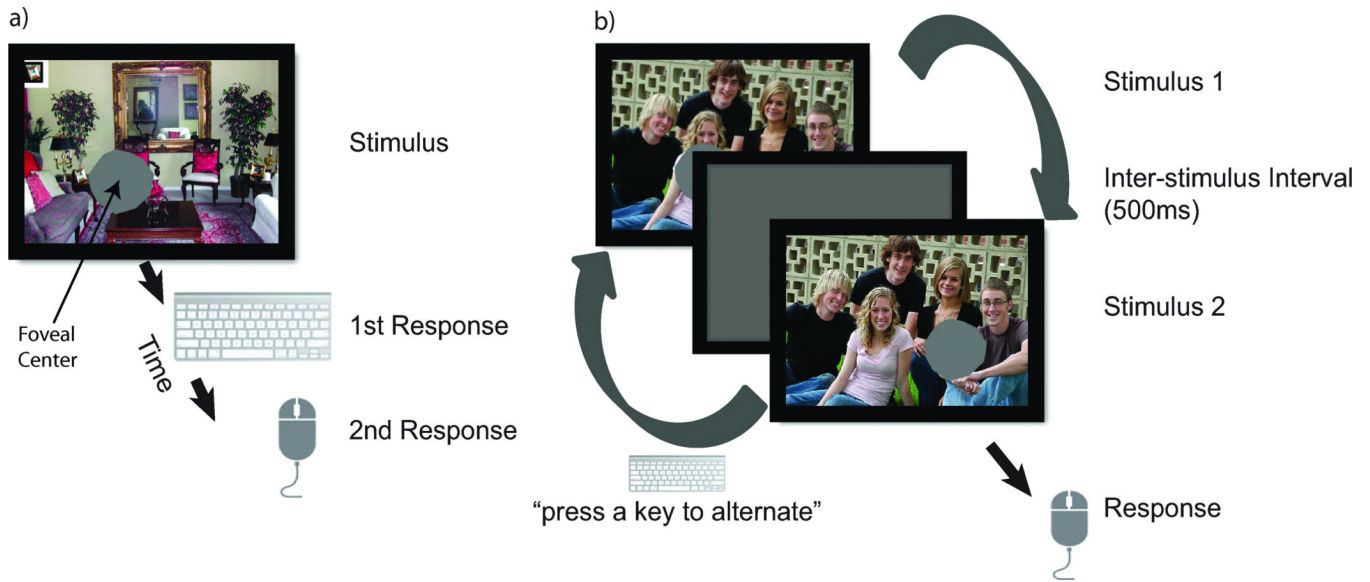 a)
Stimulus
Foveal
Center
Time
1st Response
2nd Response
b)
Stimulus 1
Inter-stimulus Interval
(500ms)
Stimulus 2
“press a key to alternate”
Response